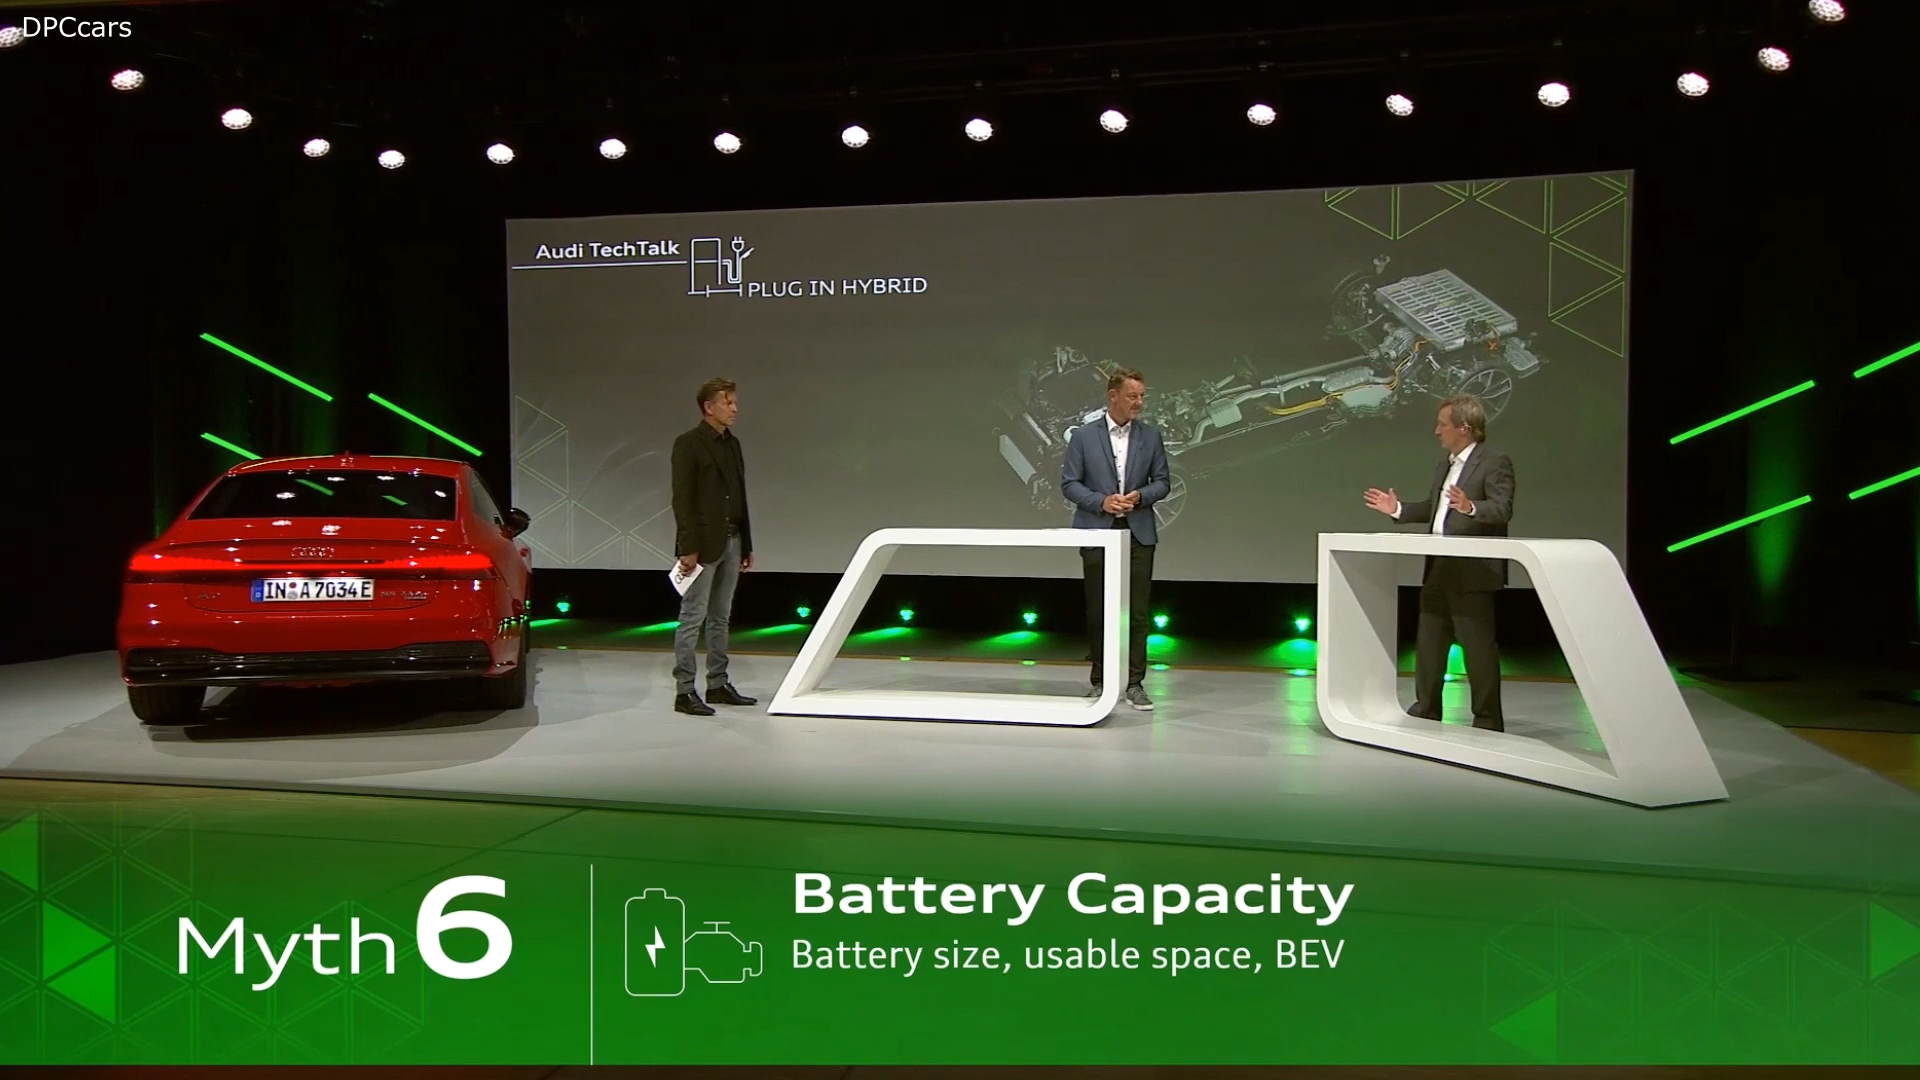 DPCcars
Audi TechTalk
PLUG IN HYBRID
IN A 7034E
Myth 6
Battery Capacity
Battery size, usable space, BEV